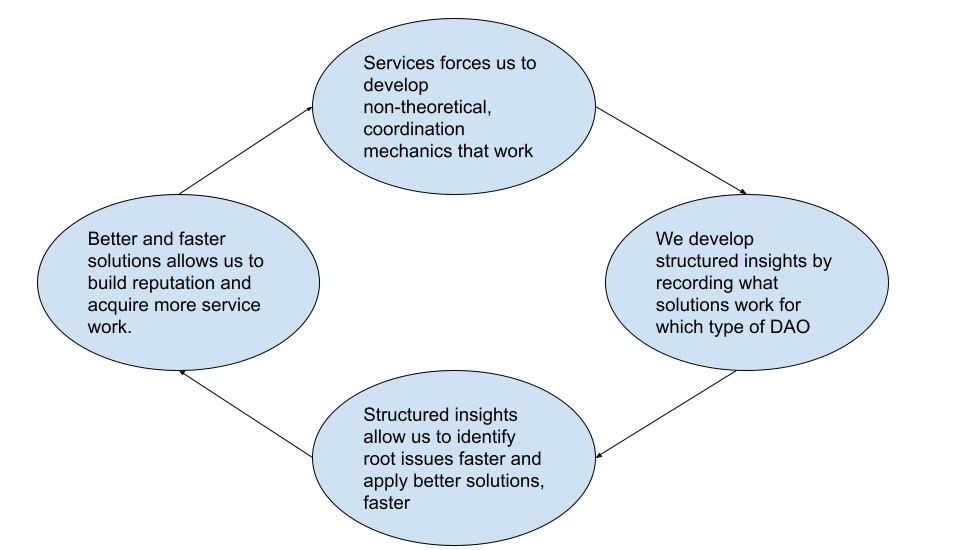 Services forces us to
develop
non-theoretical,
coordination
mechanics that work
We develop
structured insights by
recording what
solutions work for
which type of DAO
Structured insights
allow us to identify
root issues faster and
apply better solutions,
faster
Better and faster
solutions allows us to
build reputation and
acquire more service
work.